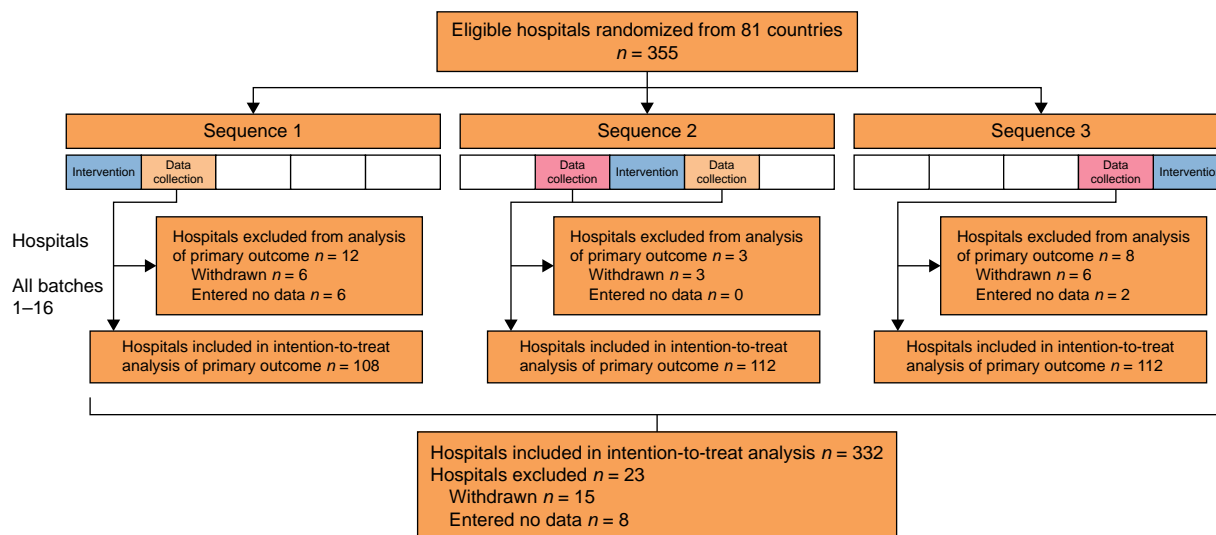 Eligible hospitals randomized from 81 countries
n = 355
Sequence 1
Sequence 2
Sequence 3
Intervention
Data
collection
Data
collection
Intervention
Data
collection
Data
collection
Intervention
Hospitals
All batches
1–16
Hospitals excluded from analysis
of primary outcome n = 12
Withdrawn n = 6
Entered no data n = 6
Hospitals excluded from analysis
of primary outcome n = 3
Withdrawn n = 3
Entered no data n = 0
Hospitals excluded from analysis
of primary outcome n = 8
Withdrawn n = 6
Entered no data n = 2
Hospitals included in intention-to-treat
analysis of primary outcome n = 108
Hospitals included in intention-to-treat
analysis of primary outcome n = 112
Hospitals included in intention-to-treat
analysis of primary outcome n = 112
Hospitals included in intention-to-treat analysis n = 332
Hospitals excluded n = 23
Withdrawn n = 15
Entered no data n = 8